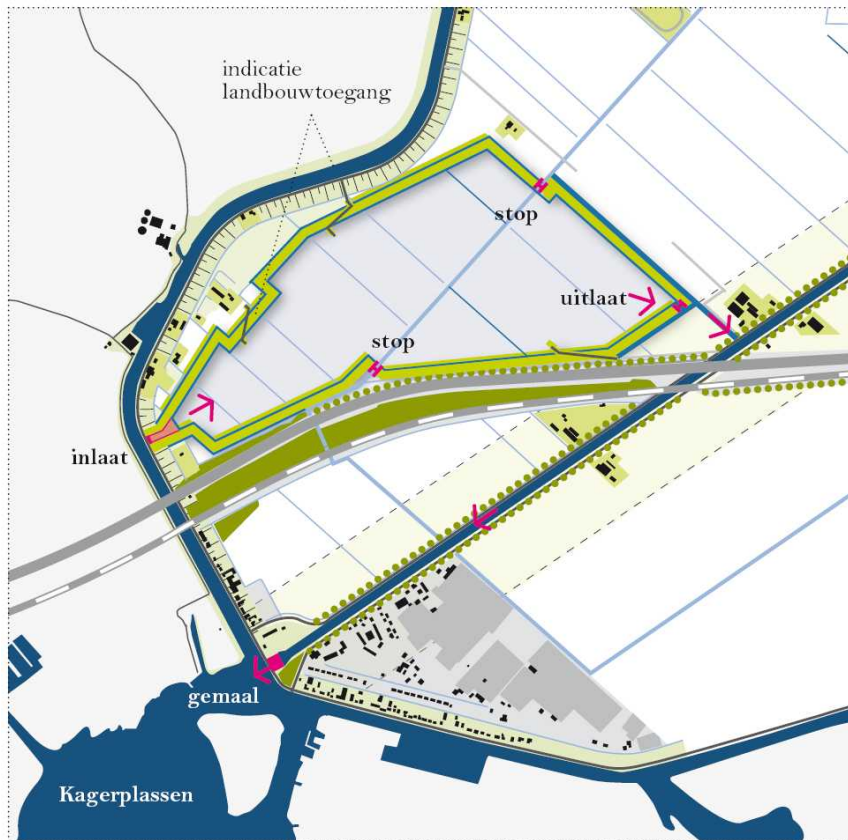 indicatie
landbouwtoegang
stop
uitlaat
stop
inlaat
gemaal
Kagerplassen